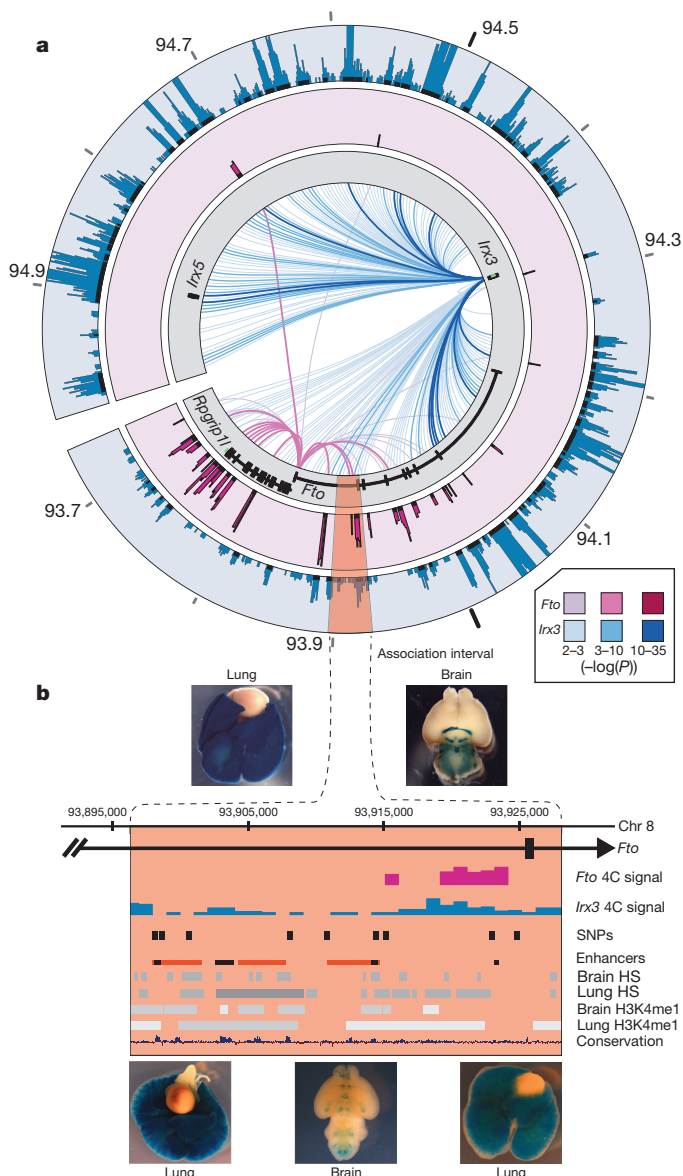 a
94.7
94.5
94.9
94.3
Irx5
Irx3
Rpgrip1l
Fto
93.7
94.1
93.9
Fto
Irx3
2–3 3–10 10–35
(–log(P))
Association interval
b
Lung
Brain
93,895,000 93,905,000 93,915,000 93,925,000
Chr 8
Fto
Fto 4C signal
Irx3 4C signal
SNPs
Enhancers
Brain HS
Lung HS
Brain H3K4me1
Lung H3K4me1
Conservation
Lung
Brain
Lung